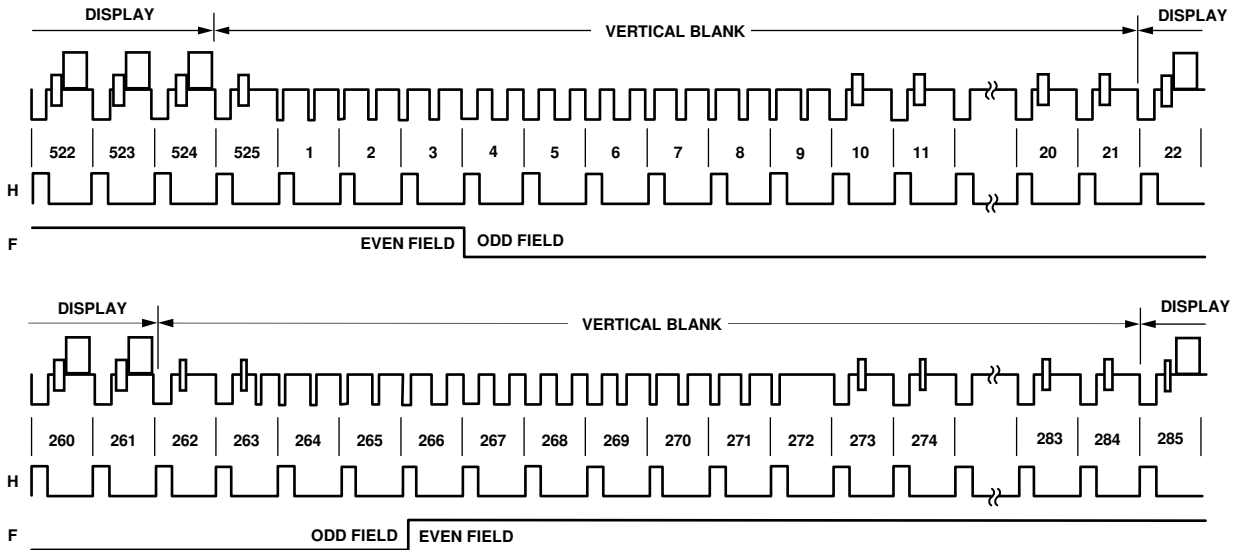 DISPLAY VERTICAL BLANK DISPLAY
522 523 524 525 1 2 3 4 5 6 7 8 9 10 11 20 21 22
H
F EVEN FIELD ODD FIELD
DISPLAY VERTICAL BLANK DISPLAY
260 261 262 263 264 265 266 267 268 269 270 271 272 273 274 283 284 285
H
F ODD FIELD EVEN FIELD